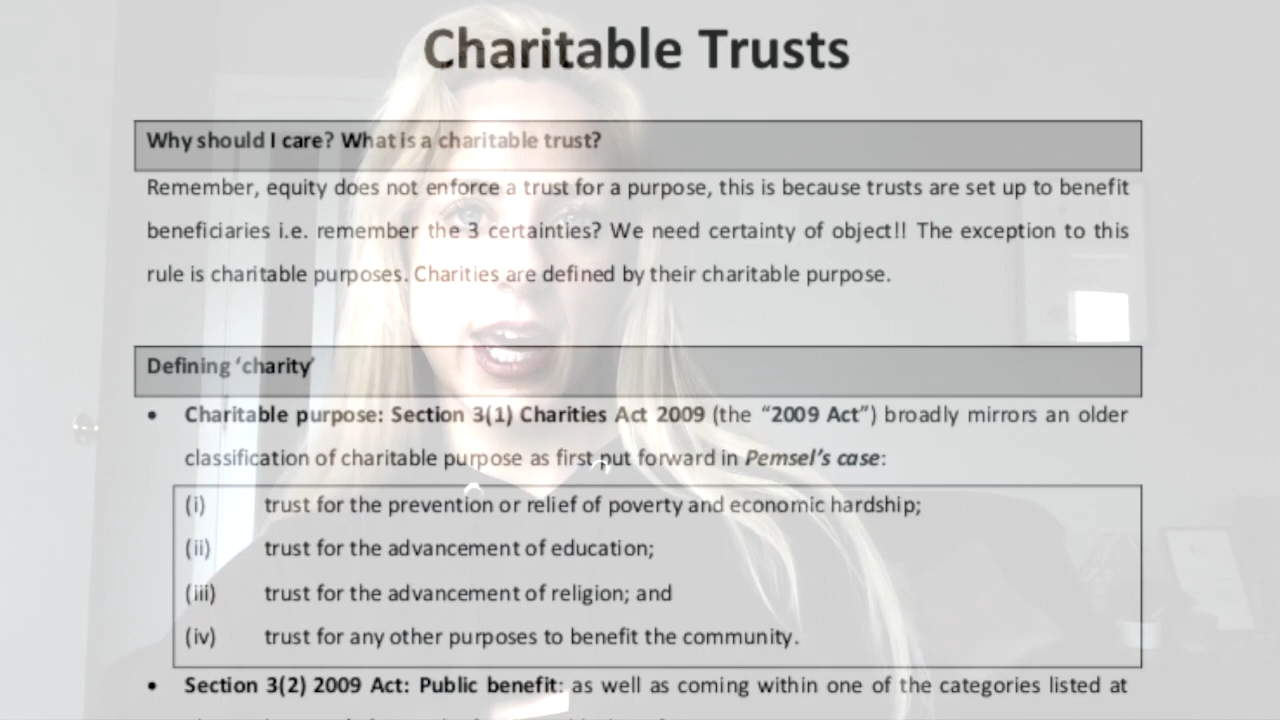 Charitable Trusts
Why should I care? What is a charitable trust?
Remember, equity does not enforce a trust for a purpose, this is because trusts are set up to benefit
beneficiaries i.e. remember the 3 certainties? We need certainty of object!! The exception to this
rule is charitable purposes. Charities are defined by their charitable purpose.
Defining ‘charity’
• Charitable purpose: Section 3(1) Charities Act 2009 (the “2009 Act”) broadly mirrors an older
classification of charitable purpose as first put forward in Pemsel’s case:
(i) trust for the prevention or relief of poverty and economic hardship;
(ii) trust for the advancement of education;
(iii) trust for the advancement of religion; and
(iv) trust for any other purposes to benefit the community.
• Section 3(2) 2009 Act: Public benefit: as well as coming within one of the categories listed at